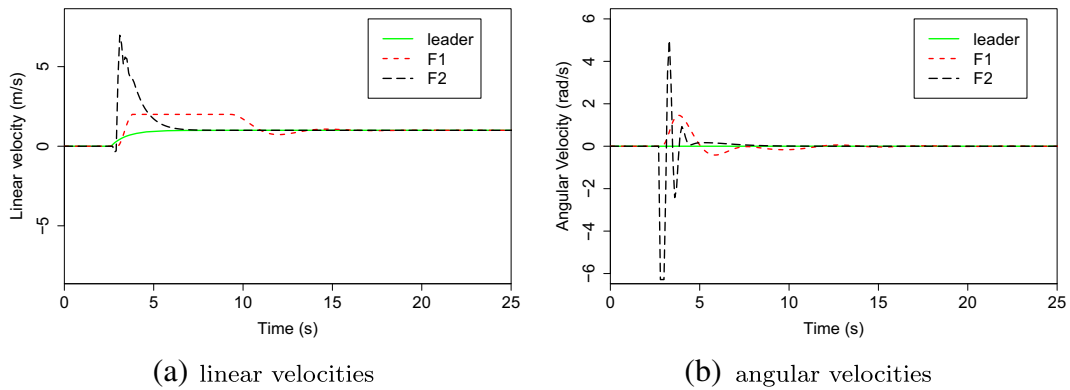 Linear velocity (m/s)
5
0
−5
leader
F1
F2
0 5 10 15 20 25
Time (s)
(a) linear velocities
Angular Velocity (rad/s)
6
4
2
0
−2
−4
−6
leader
F1
F2
0 5 10 15 20 25
Time (s)
(b) angular velocities